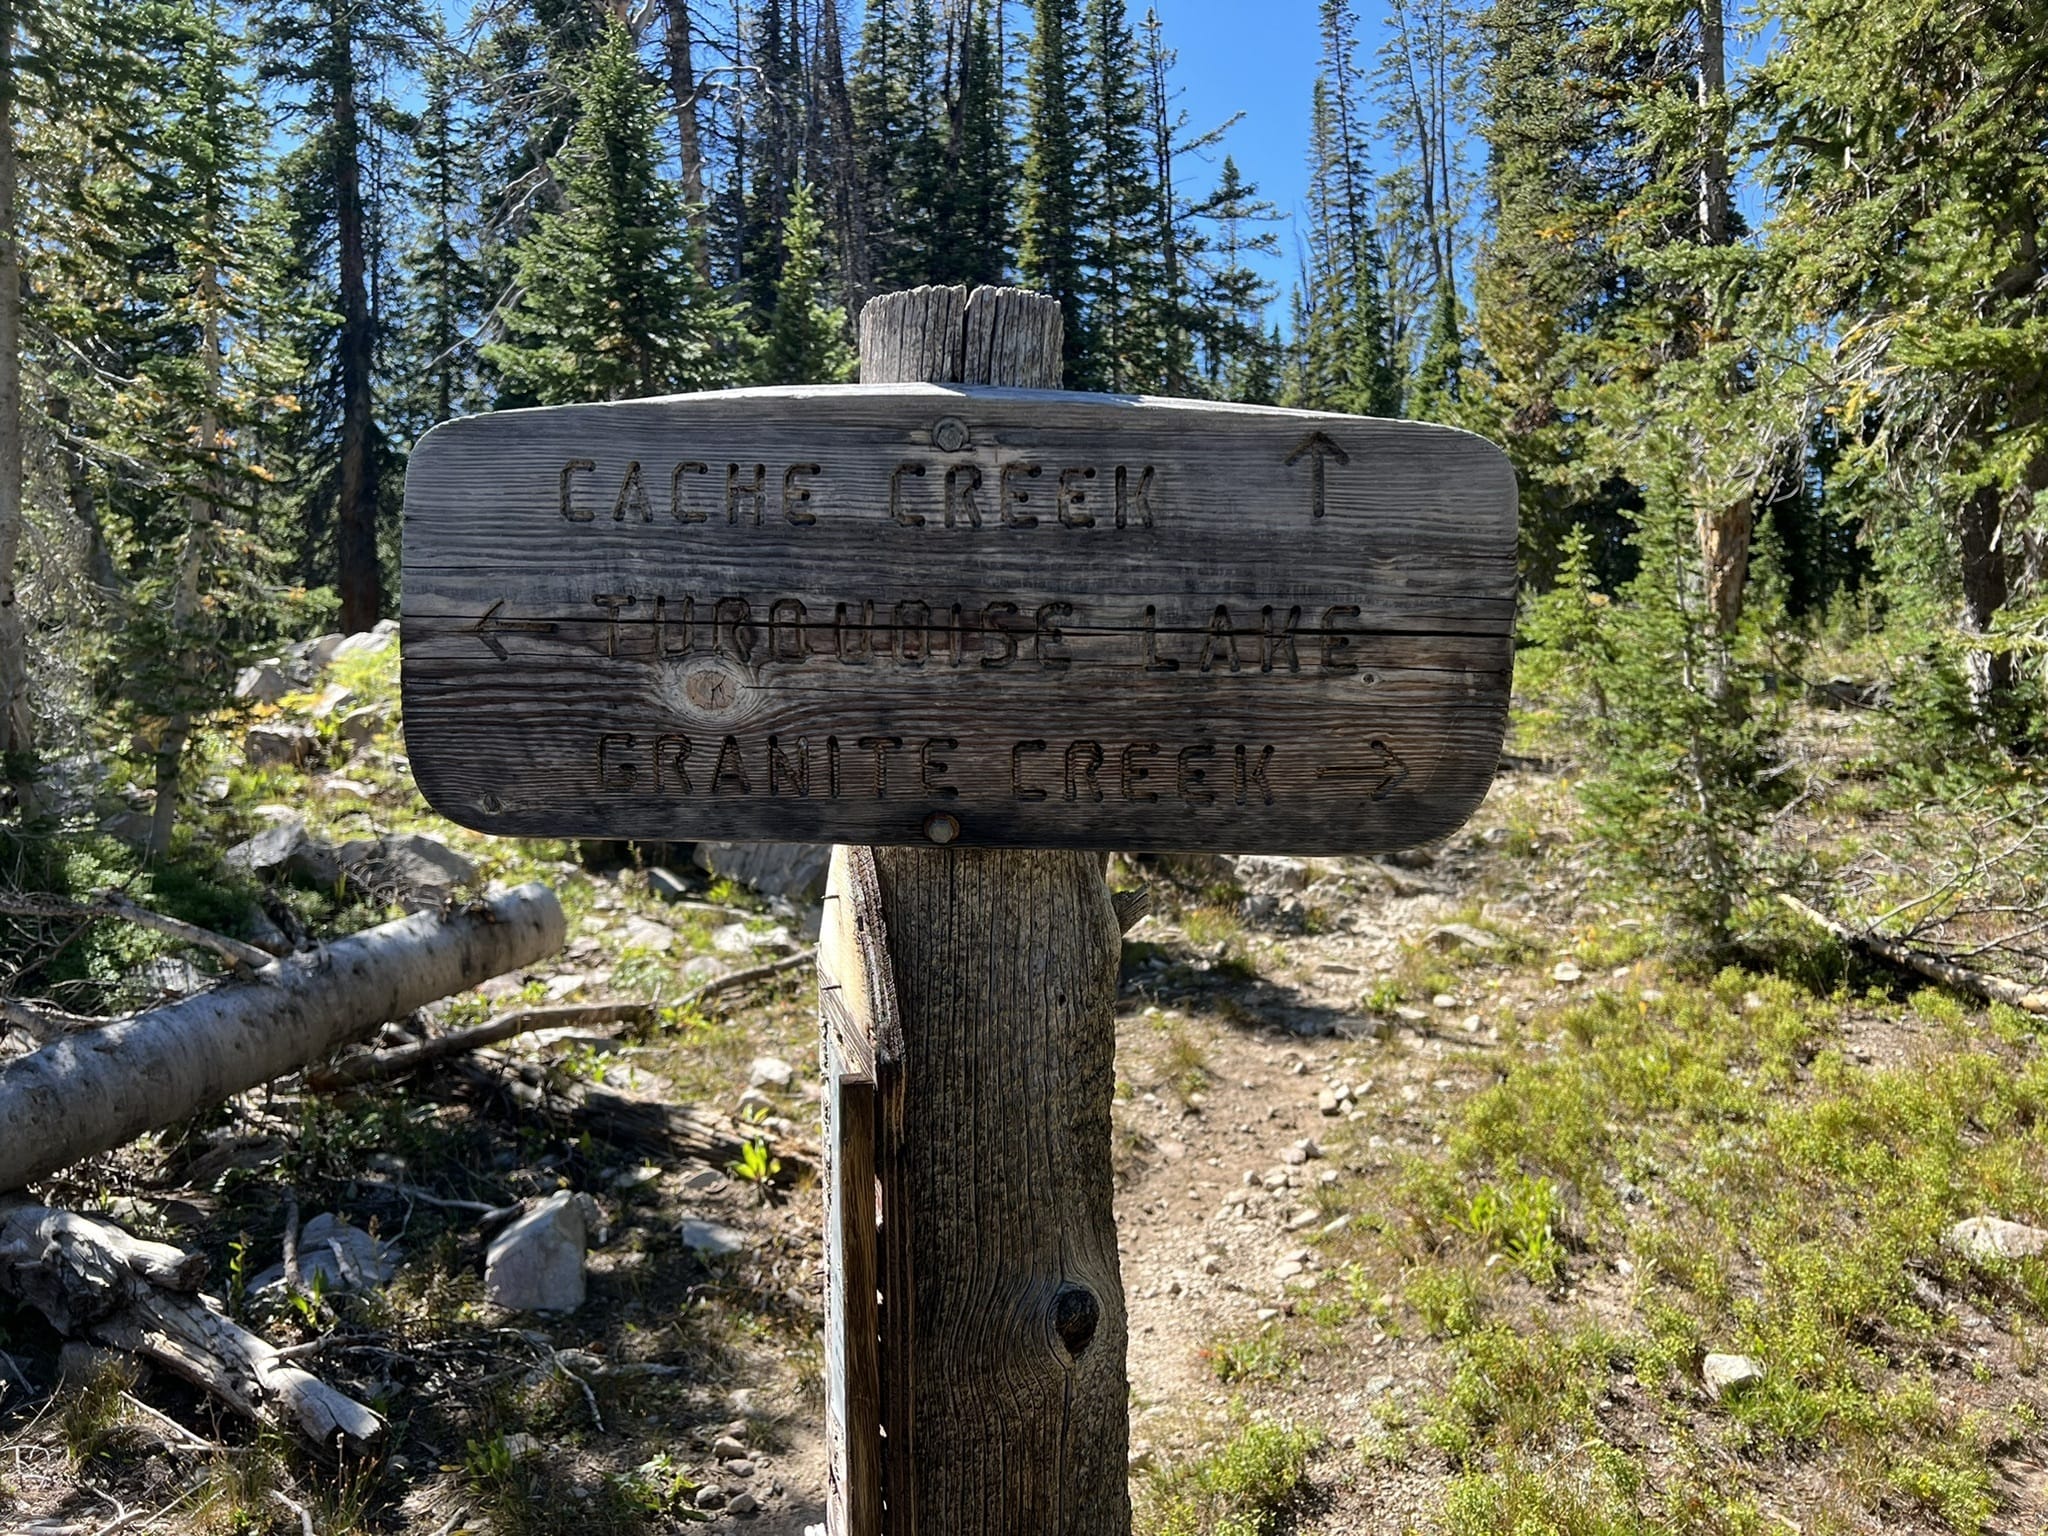 CACHE CREEK ↑
← TURQUOISE LAKE
GRANITE CREEK →